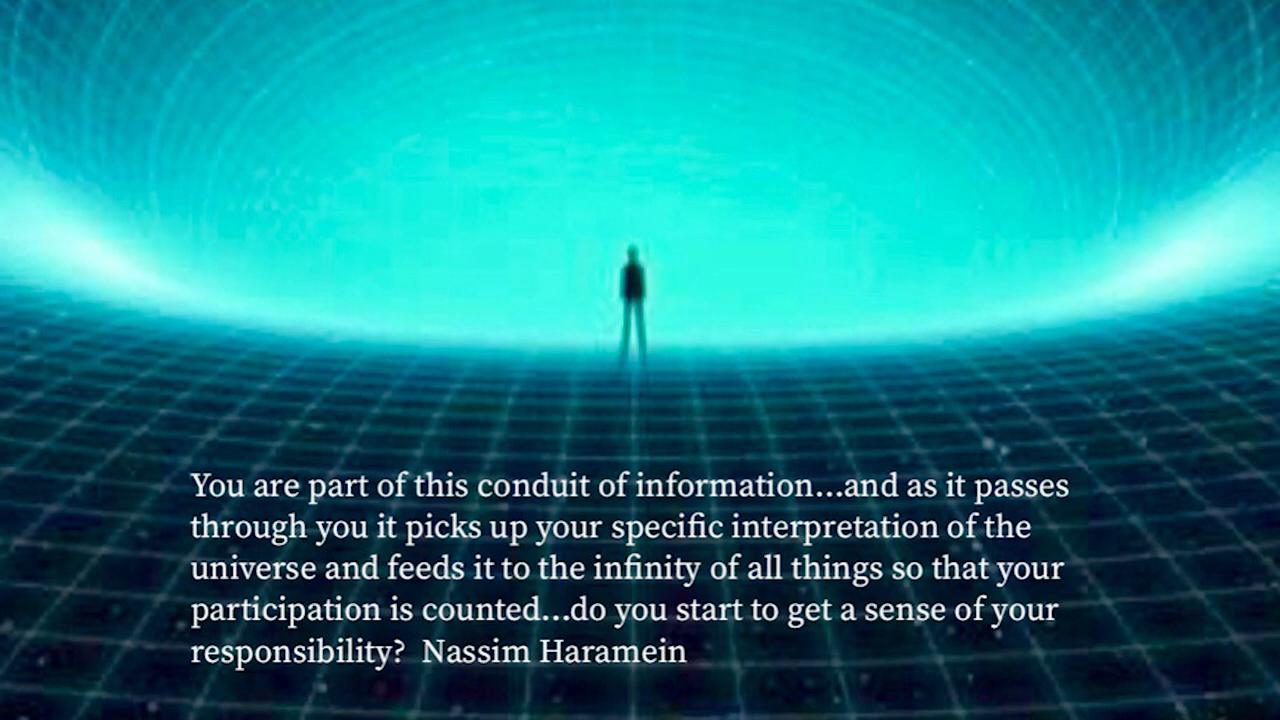 You are part of this conduit of information...and as it passes
through you it picks up your specific interpretation of the
universe and feeds it to the infinity of all things so that your
participation is counted...do you start to get a sense of your
responsibility?  Nassim Haramein